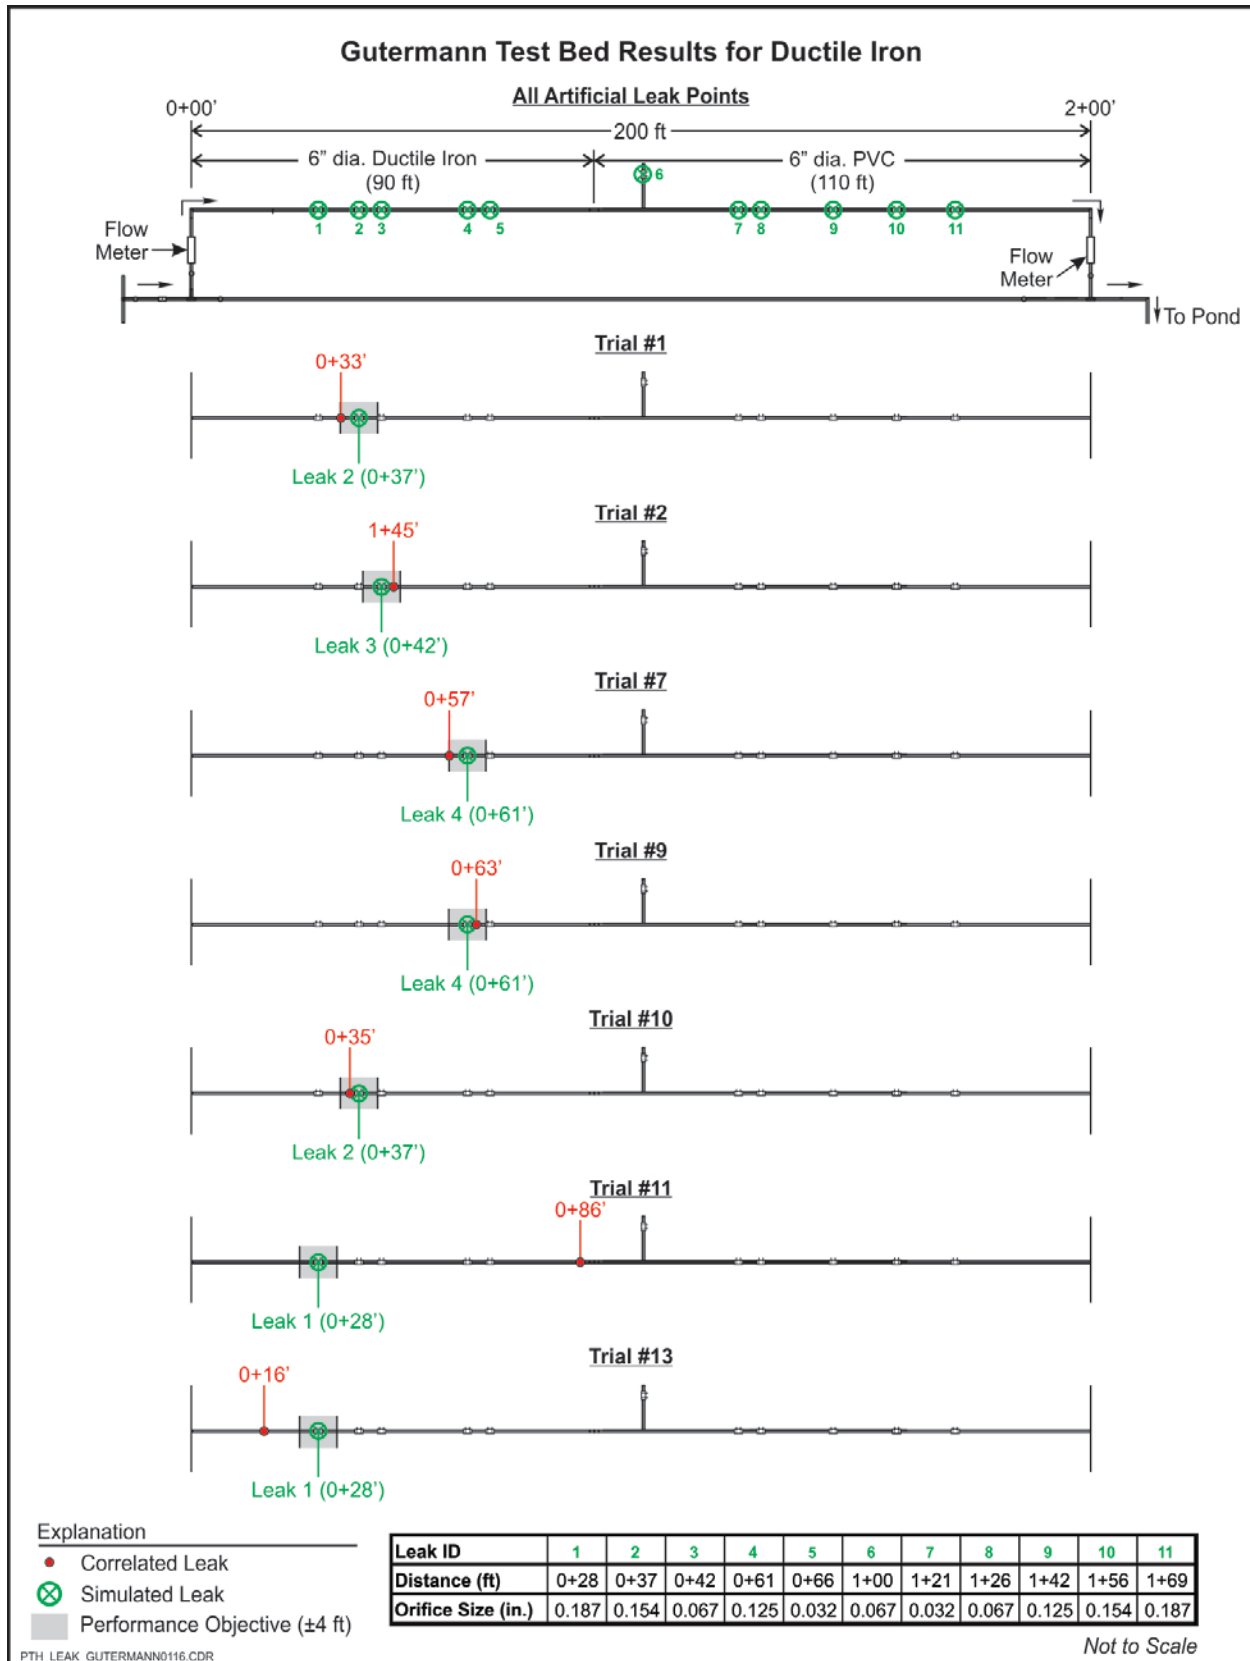 Gutermann Test Bed Results for Ductile Iron
All Artificial Leak Points
0+00’ 2+00’
200 ft
6” dia. Ductile Iron 6” dia. PVC
(90 ft) (110 ft)
6
1 2 3 4 5 7 8 9 10 11
Flow
Meter
Flow
Meter
To Pond
Trial #1
0+33’
Leak 2 (0+37’)
Trial #2
1+45’
Leak 3 (0+42’)
Trial #7
0+57’
Leak 4 (0+61’)
Trial #9
0+63’
Leak 4 (0+61’)
Trial #10
0+35’
Leak 2 (0+37’)
Trial #11
0+86’
Leak 1 (0+28’)
Trial #13
0+16’
Leak 1 (0+28’)
Explanation
Correlated Leak
Simulated Leak
Performance Objective (±4 ft)
Leak ID 1 2 3 4 5 6 7 8 9 10 11
Distance (ft) 0+28 0+37 0+42 0+61 0+66 1+00 1+21 1+26 1+42 1+56 1+69
Orifice Size (in.) 0.187 0.154 0.067 0.125 0.032 0.067 0.032 0.067 0.125 0.154 0.187
Not to Scale
PTH_LEAK_GUTERMANN0116.CDR